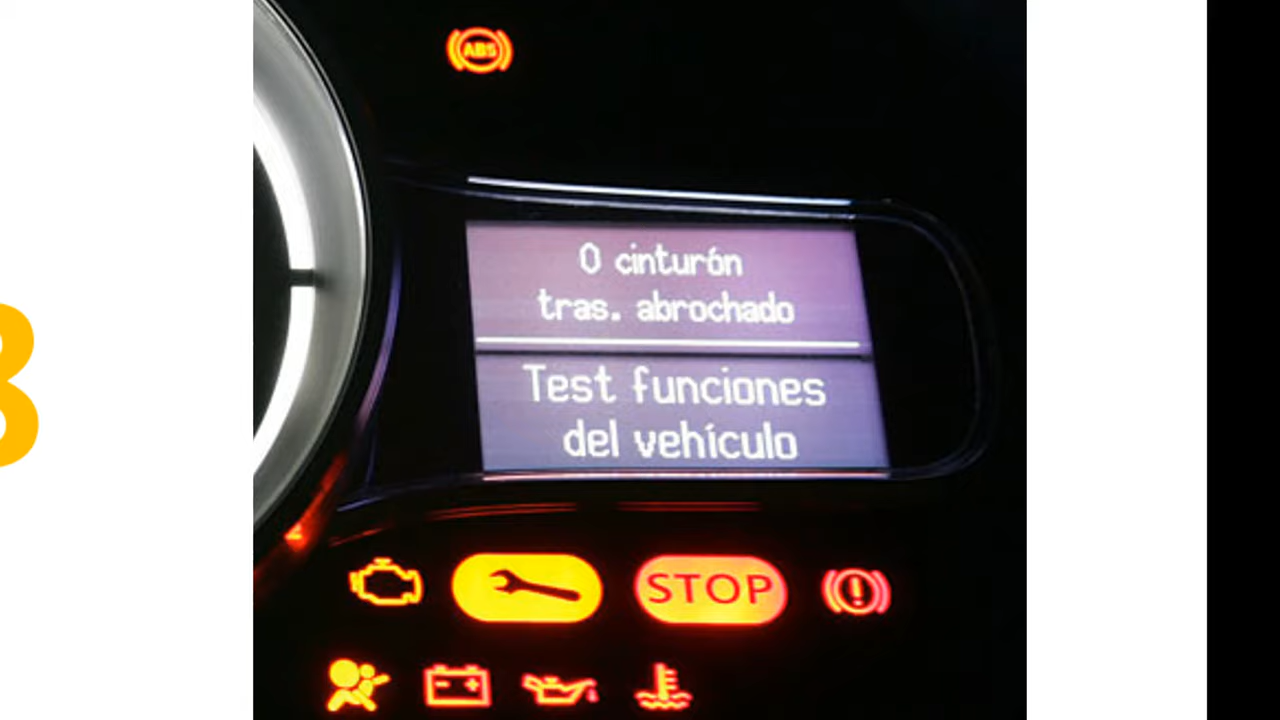 ABS
0 cinturón
tras. abrochado
Test funciones
del vehículo
STOP